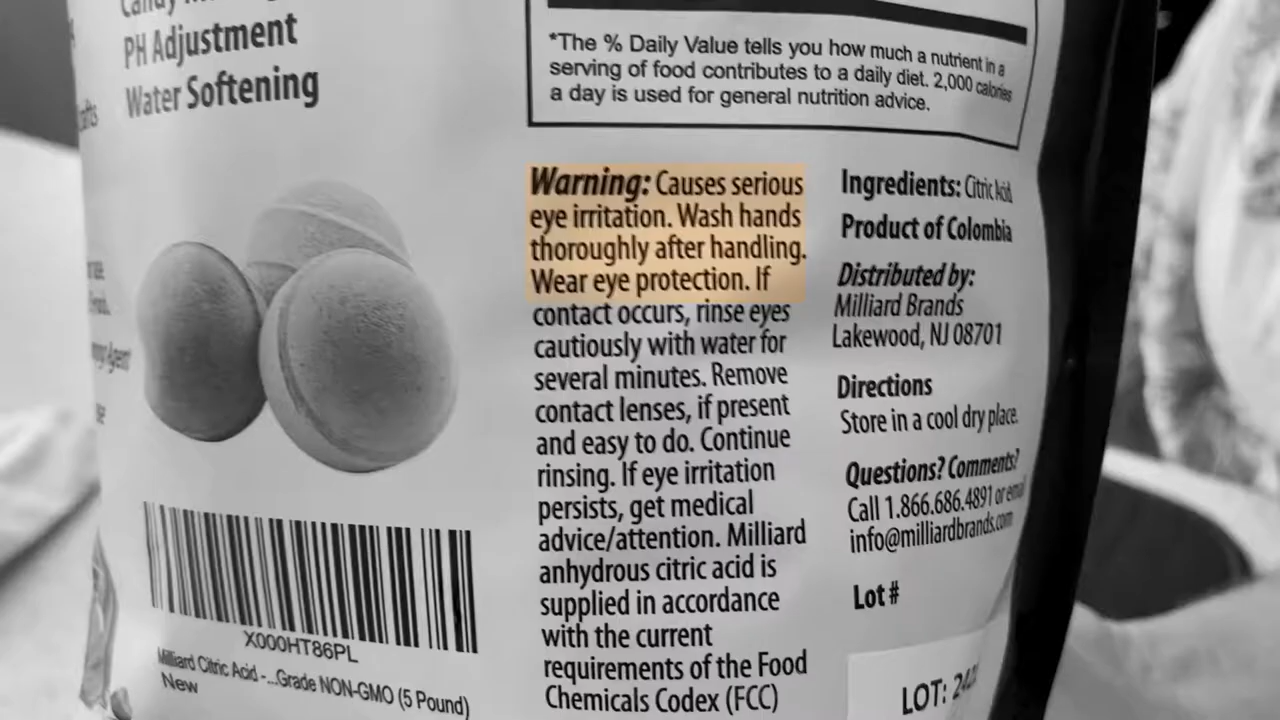 PH Adjustment
Water Softening
*The % Daily Value tells you how much a nutrient in a
serving of food contributes to a daily diet. 2,000 calories
a day is used for general nutrition advice.
Warning: Causes serious
eye irritation. Wash hands
thoroughly after handling.
Wear eye protection. If
contact occurs, rinse eyes
cautiously with water for
several minutes. Remove
contact lenses, if present
and easy to do. Continue
rinsing. If eye irritation
persists, get medical
advice/attention. Milliard
anhydrous citric acid is
supplied in accordance
with the current
requirements of the Food
Chemicals Codex (FCC)
Ingredients: Citric Acid
Product of Colombia
Distributed by:
Milliard Brands
Lakewood, NJ 08701
Directions
Store in a cool dry place.
Questions? Comments?
Call 1.866.686.4891 or email
info@milliardbrands.com
Lot #
LOT:
X000HT86PL
Milliard Citric Acid -...Grade NON-GMO (5 Pound)
New